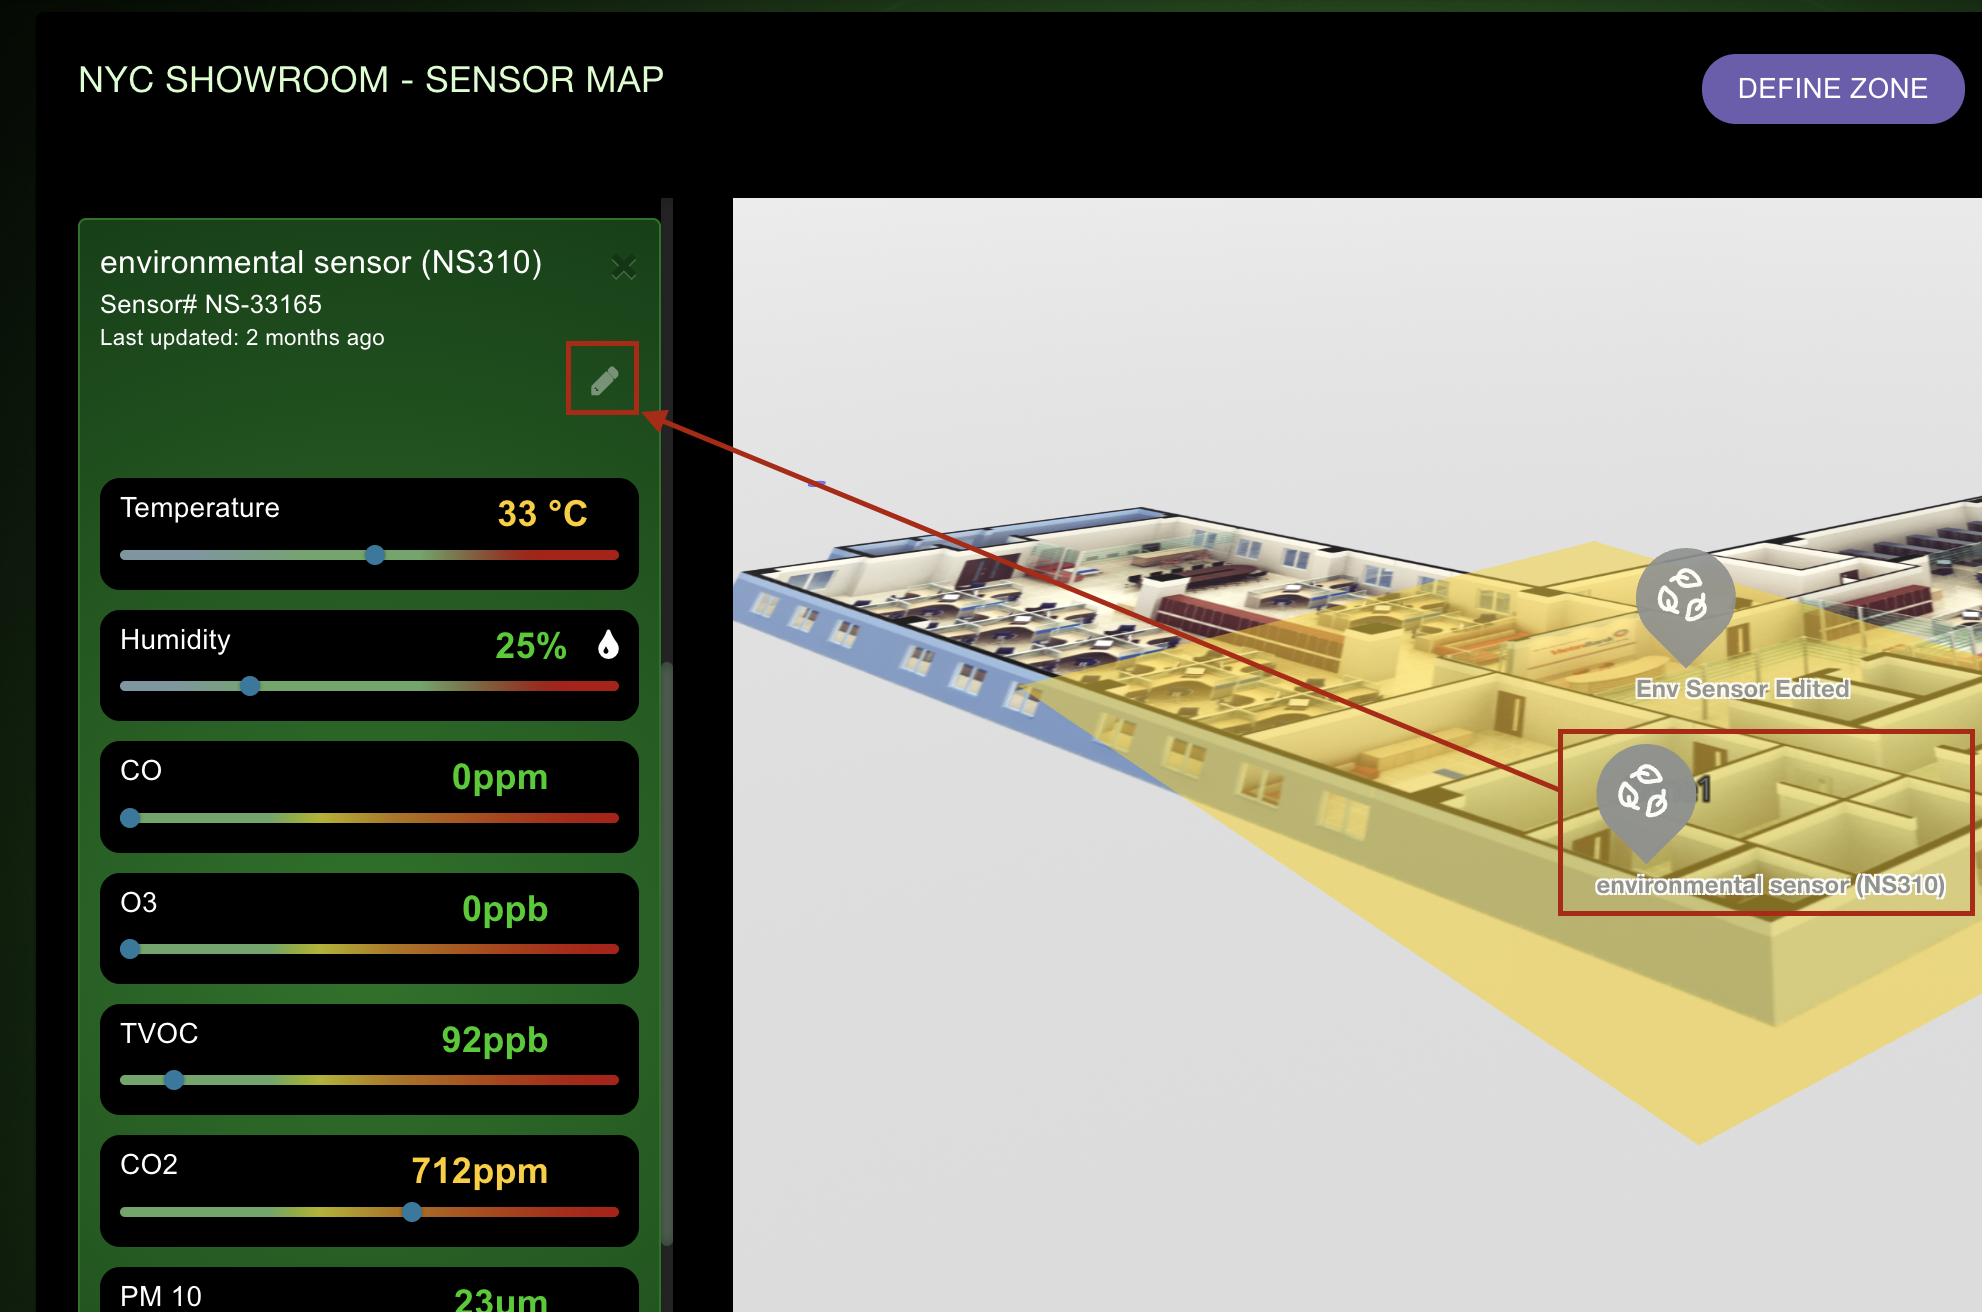 NYC SHOWROOM - SENSOR MAP
DEFINE ZONE
environmental sensor (NS310)
Sensor# NS-33165
Last updated: 2 months ago
Temperature
33 °C
Humidity
25%
CO
0ppm
O3
0ppb
TVOC
92ppb
CO2
712ppm
PM 10
23um
Env Sensor Edited
environmental sensor (NS310)